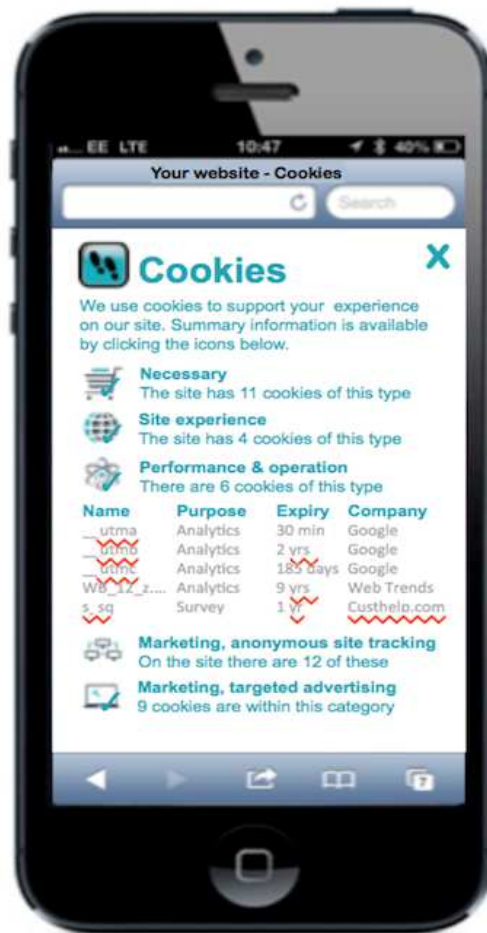 EE LTE 10:47 40%
Your website - Cookies
Search
Cookies
We use cookies to support your experience
on our site. Summary information is available
by clicking the icons below.
Necessary
The site has 11 cookies of this type
Site experience
The site has 4 cookies of this type
Performance & operation
There are 6 cookies of this type
Name Purpose Expiry Company
__utma Analytics 30 min Google
__utmb Analytics 2 yrs Google
__utmc Analytics 183 days Google
WB_12_z.... Analytics 9 yrs Web Trends
s_sq Survey 1 yr Custhelp.com
Marketing, anonymous site tracking
On the site there are 12 of these
Marketing, targeted advertising
9 cookies are within this category
7